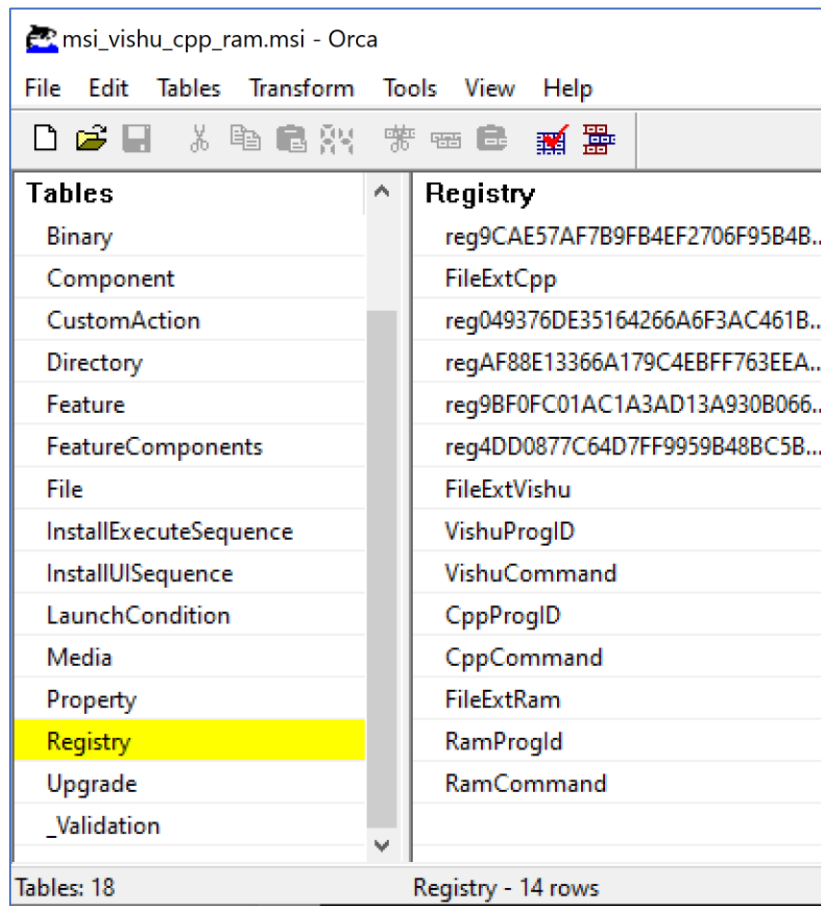 msi_vishu_cpp_ram.msi - Orca
File Edit Tables Transform Tools View Help
Tables
Binary
Component
CustomAction
Directory
Feature
FeatureComponents
File
InstallExecuteSequence
InstallUISequence
LaunchCondition
Media
Property
Registry
Upgrade
_Validation
Registry
reg9CAE57AF7B9FB4EF2706F95B4B...
FileExtCpp
reg049376DE35164266A6F3AC461B...
regAF88E13366A179C4EBFF763EEA...
reg9BF0FC01AC1A3AD13A930B066...
reg4DD0877C64D7FF9959B48BC5B...
FileExtVishu
VishuProgID
VishuCommand
CppProgID
CppCommand
FileExtRam
RamProgId
RamCommand
Tables: 18
Registry - 14 rows